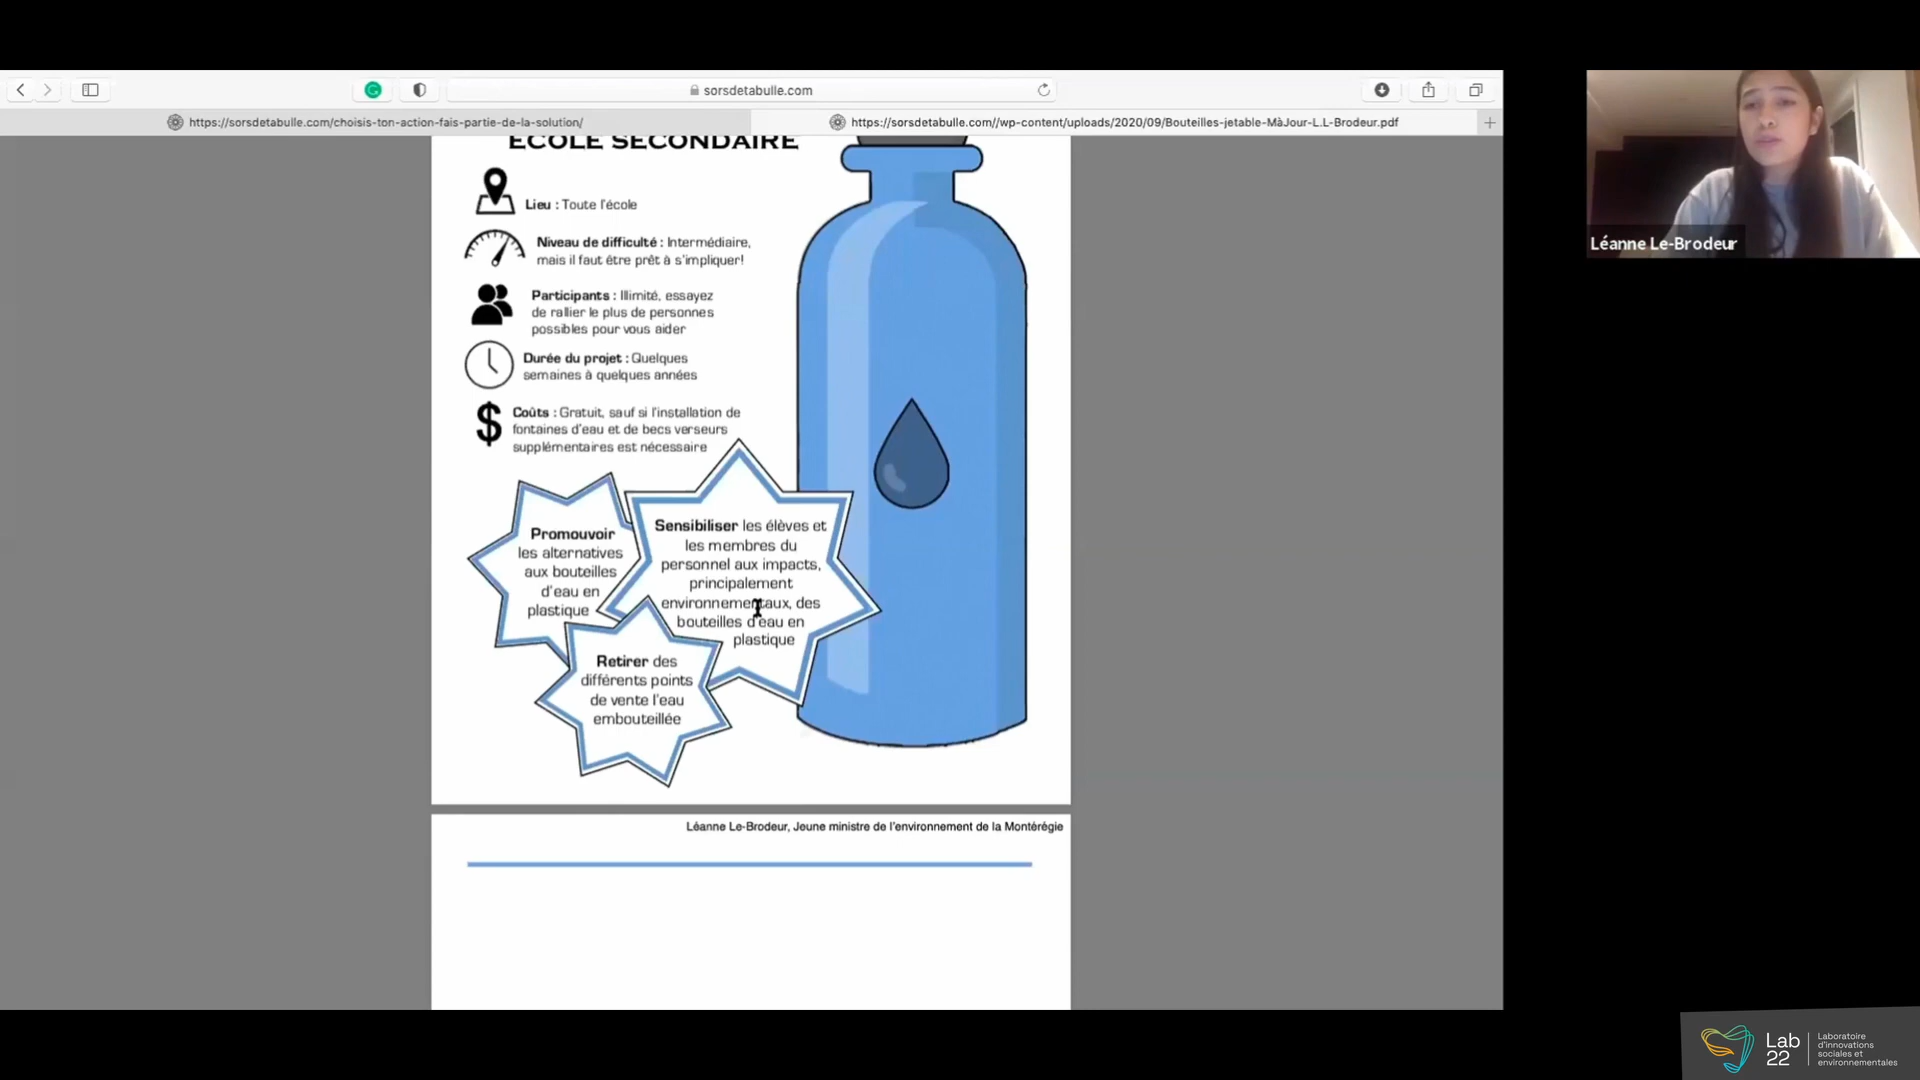 sorsdetabulle.com
https://sorsdetabulle.com/choisis-ton-action-fais-partie-de-la-solution/
https://sorsdetabulle.com//wp-content/uploads/2020/09/Bouteilles-jetable-MàJour-L.L-Brodeur.pdf
ÉCOLE SECONDAIRE
Lieu : Toute l'école
Niveau de difficulté : Intermédiaire,
mais il faut être prêt à s'impliquer!
Participants : Illimité, essayez
de rallier le plus de personnes
possibles pour vous aider
Durée du projet : Quelques
semaines à quelques années
$
Coûts : Gratuit, sauf si l'installation de
fontaines d'eau et de becs verseurs
supplémentaires est nécessaire
Promouvoir
les alternatives
aux bouteilles
d'eau en
plastique
Sensibiliser les élèves et
les membres du
personnel aux impacts,
principalement
environnementaux, des
bouteilles d'eau en
plastique
Retirer des
différents points
de vente l'eau
embouteillée
Léanne Le-Brodeur, Jeune ministre de l'environnement de la Montérégie
Léanne Le-Brodeur
Lab
22
Laboratoire
d'innovations
sociales et
environnementales